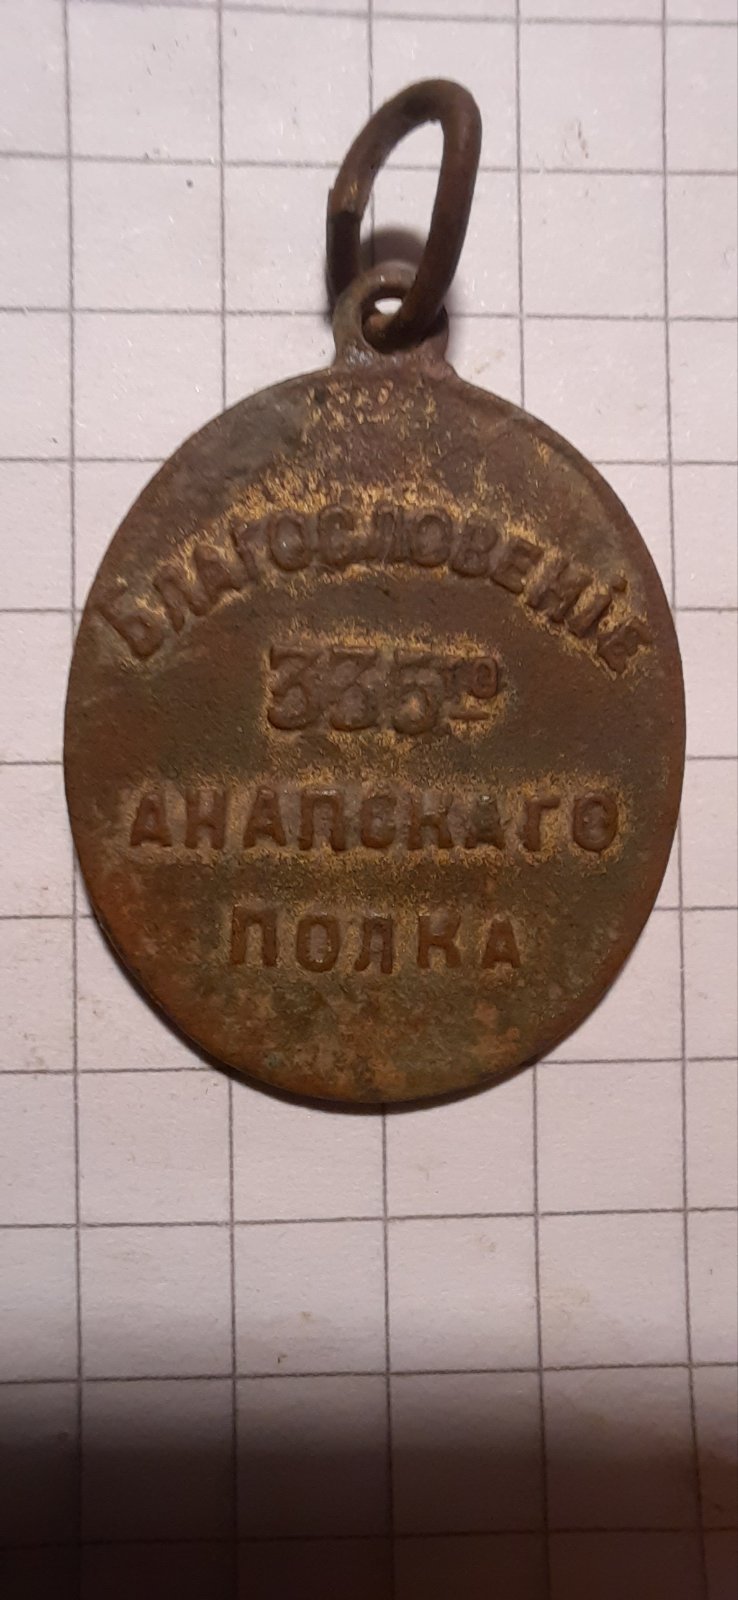 БЛАГОСЛОВЕНІЕ
335го
АНАПСКАГО
ПОЛКА